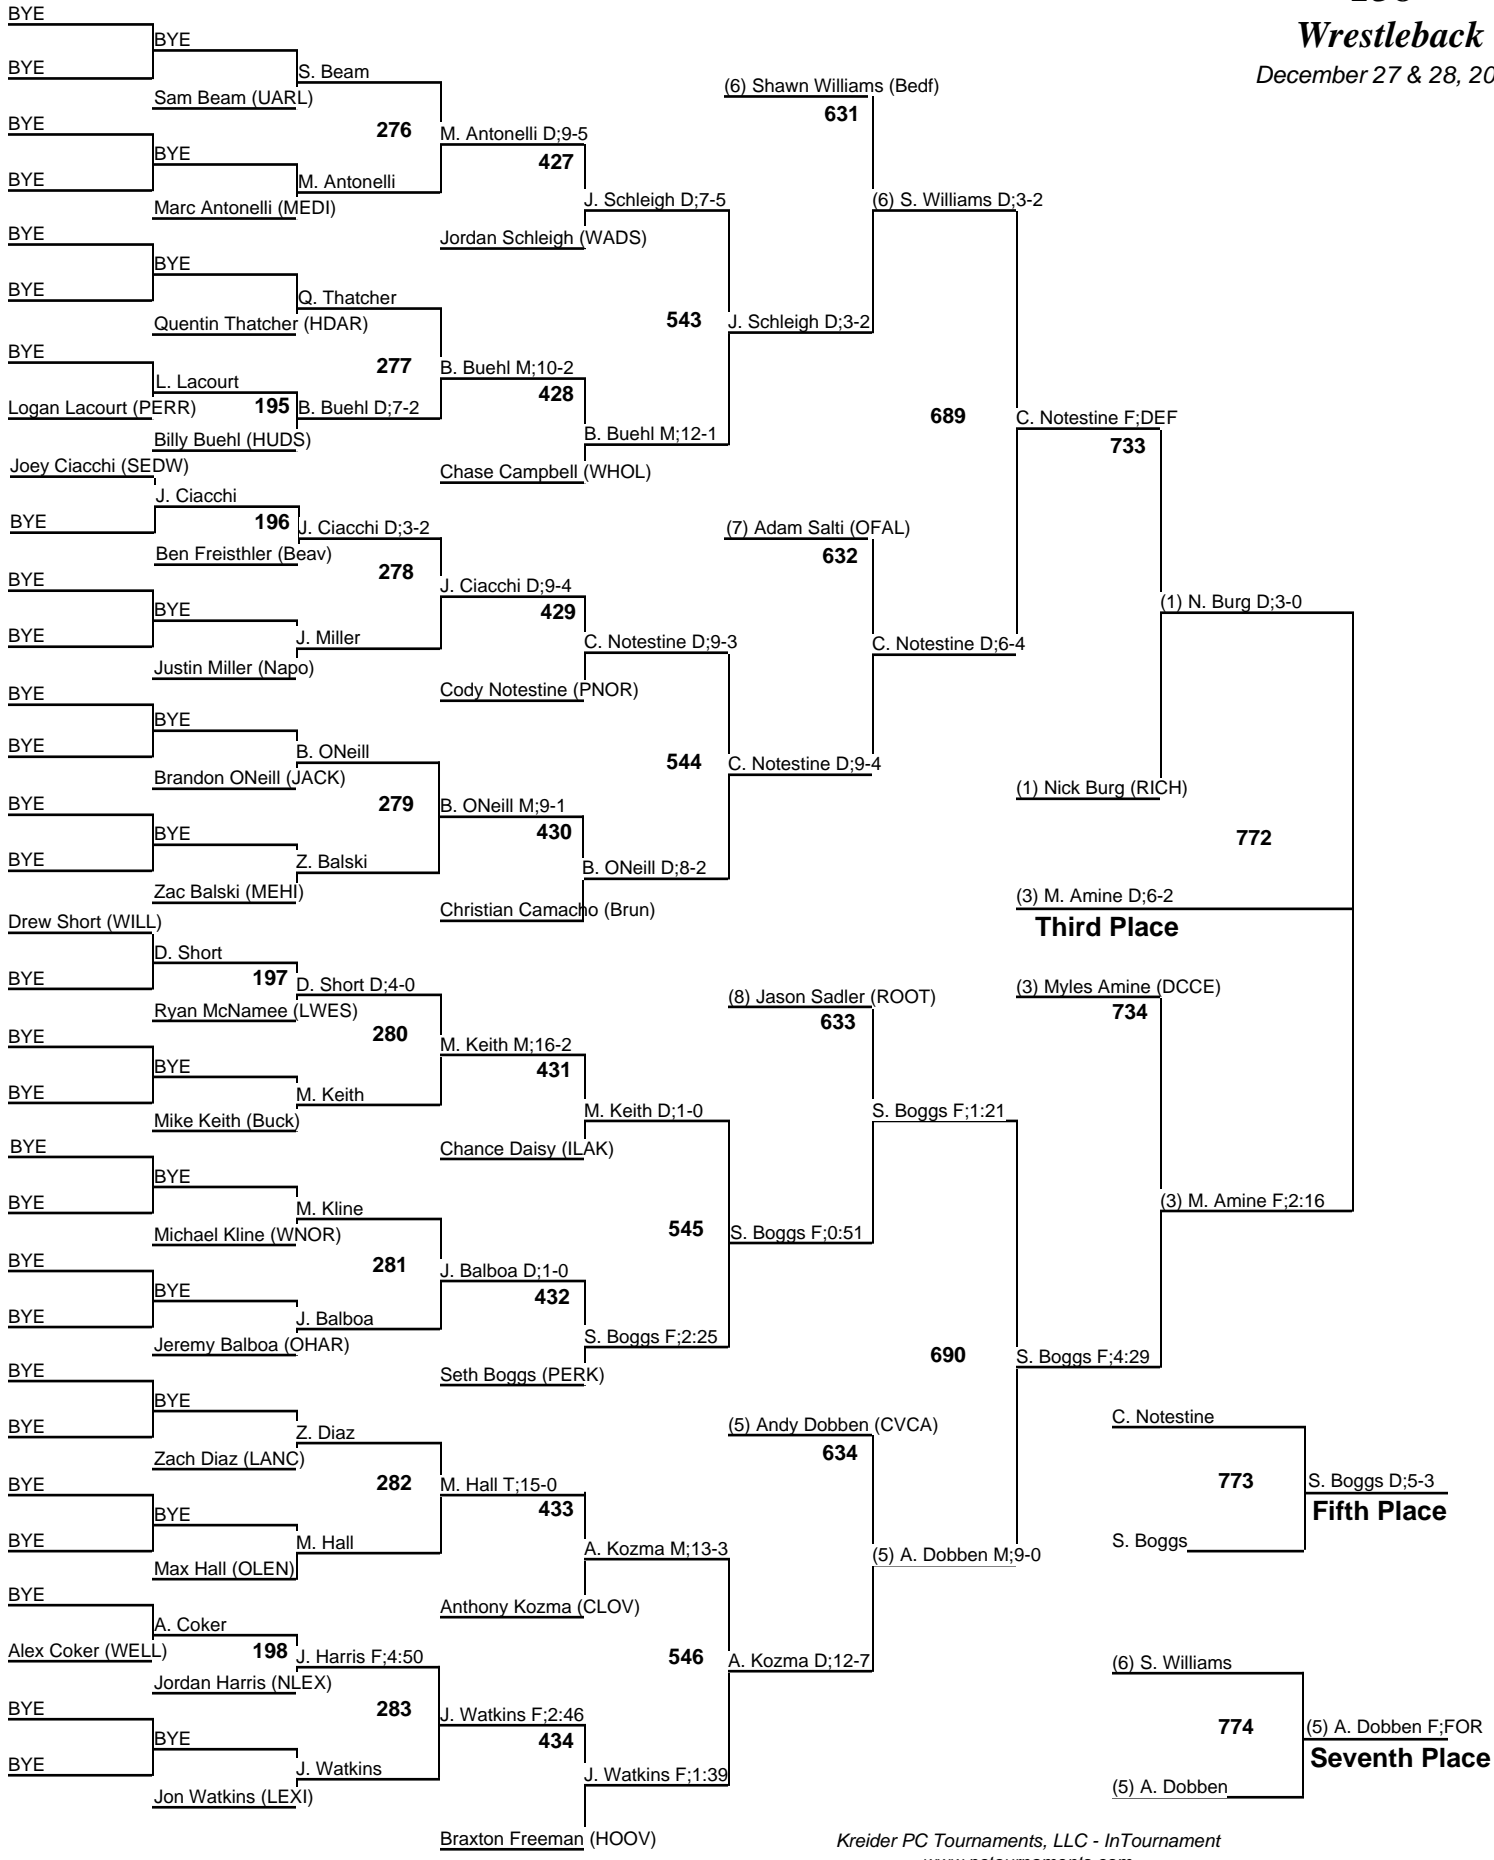 Wrestleback
December 27 & 28, 20
BYE
BYE
BYE
S. Beam
Sam Beam (UARL)
276
BYE
BYE
BYE
M. Antonelli
Marc Antonelli (MEDI)
M. Antonelli D;9-5
427
J. Schleigh D;7-5
Jordan Schleigh (WADS)
BYE
BYE
BYE
Q. Thatcher
Quentin Thatcher (HDAR)
277
BYE
L. Lacourt
Logan Lacourt (PERR)
195
B. Buehl D;7-2
Billy Buehl (HUDS)
B. Buehl M;10-2
428
B. Buehl M;12-1
Chase Campbell (WHOL)
543
J. Schleigh D;3-2
(6) Shawn Williams (Bedf)
631
(6) S. Williams D;3-2
Joey Ciacchi (SEDW)
J. Ciacchi
BYE
196
J. Ciacchi D;3-2
Ben Freisthler (Beav)
278
BYE
BYE
BYE
J. Miller
Justin Miller (Napo)
J. Ciacchi D;9-4
429
C. Notestine D;9-3
Cody Notestine (PNOR)
BYE
BYE
BYE
B. ONeill
Brandon ONeill (JACK)
279
BYE
BYE
BYE
Z. Balski
Zac Balski (MEHI)
B. ONeill M;9-1
430
B. ONeill D;8-2
Christian Camacho (Brun)
544
C. Notestine D;9-4
(7) Adam Salti (OFAL)
632
C. Notestine D;6-4
689
C. Notestine F;DEF
733
(1) N. Burg D;3-0
(1) Nick Burg (RICH)
772
(3) M. Amine D;6-2
Third Place
Drew Short (WILL)
D. Short
BYE
197
D. Short D;4-0
Ryan McNamee (LWES)
280
BYE
BYE
BYE
M. Keith
Mike Keith (Buck)
M. Keith M;16-2
431
M. Keith D;1-0
Chance Daisy (ILAK)
BYE
BYE
BYE
M. Kline
Michael Kline (WNOR)
281
BYE
BYE
BYE
J. Balboa
Jeremy Balboa (OHAR)
J. Balboa D;1-0
432
S. Boggs F;2:25
Seth Boggs (PERK)
545
S. Boggs F;0:51
(8) Jason Sadler (ROOT)
633
S. Boggs F;1:21
(3) Myles Amine (DCCE)
734
(3) M. Amine F;2:16
690
S. Boggs F;4:29
BYE
BYE
BYE
Z. Diaz
Zach Diaz (LANC)
282
BYE
BYE
BYE
M. Hall
Max Hall (OLEN)
M. Hall T;15-0
433
A. Kozma M;13-3
Anthony Kozma (CLOV)
BYE
A. Coker
Alex Coker (WELL)
198
J. Harris F;4:50
Jordan Harris (NLEX)
283
BYE
BYE
BYE
J. Watkins
Jon Watkins (LEXI)
J. Watkins F;2:46
434
J. Watkins F;1:39
Braxton Freeman (HOOV)
546
A. Kozma D;12-7
(5) Andy Dobben (CVCA)
634
(5) A. Dobben M;9-0
C. Notestine
773
S. Boggs D;5-3
Fifth Place
S. Boggs
(6) S. Williams
774
(5) A. Dobben F;FOR
Seventh Place
(5) A. Dobben
Kreider PC Tournaments, LLC - InTournament